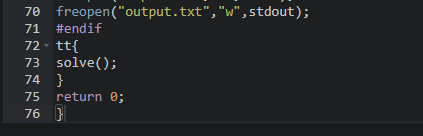 70 freopen("output.txt","w",stdout);
71 #endif
72 tt{
73 solve();
74 }
75 return 0;
76 }